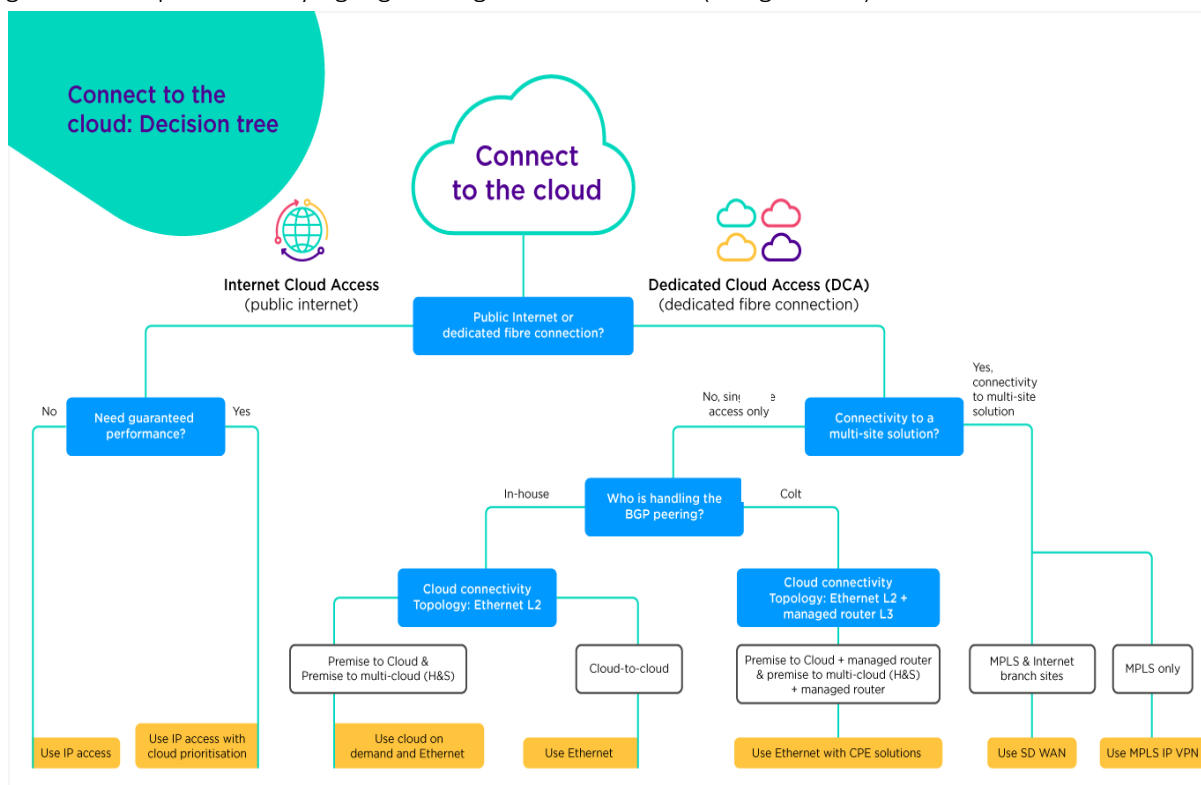 Connect to the
cloud: Decision tree
Connect
to the cloud
Internet Cloud Access
(public internet)
Dedicated Cloud Access (DCA)
(dedicated fibre connection)
Public Internet or
dedicated fibre connection?
No
Need guaranteed
performance?
Yes
No,
access only
Connectivity to a
multi-site solution?
Yes,
connectivity
to multi-site
solution
In-house
Who is handling the
BGP peering?
Colt
Cloud connectivity
Topology: Ethernet L2
Cloud connectivity
Topology: Ethernet L2 +
managed router L3
Premise to Cloud &
Premise to multi-cloud (H&S)
Cloud-to-cloud
Premise to Cloud + managed router
& premise to multi-cloud (H&S)
+ managed router
MPLS & Internet
branch sites
MPLS only
Use IP access
Use IP access with
cloud prioritisation
Use cloud on
demand and Ethernet
Use Ethernet
Use Ethernet with CPE solutions
Use SD WAN
Use MPLS IP VPN